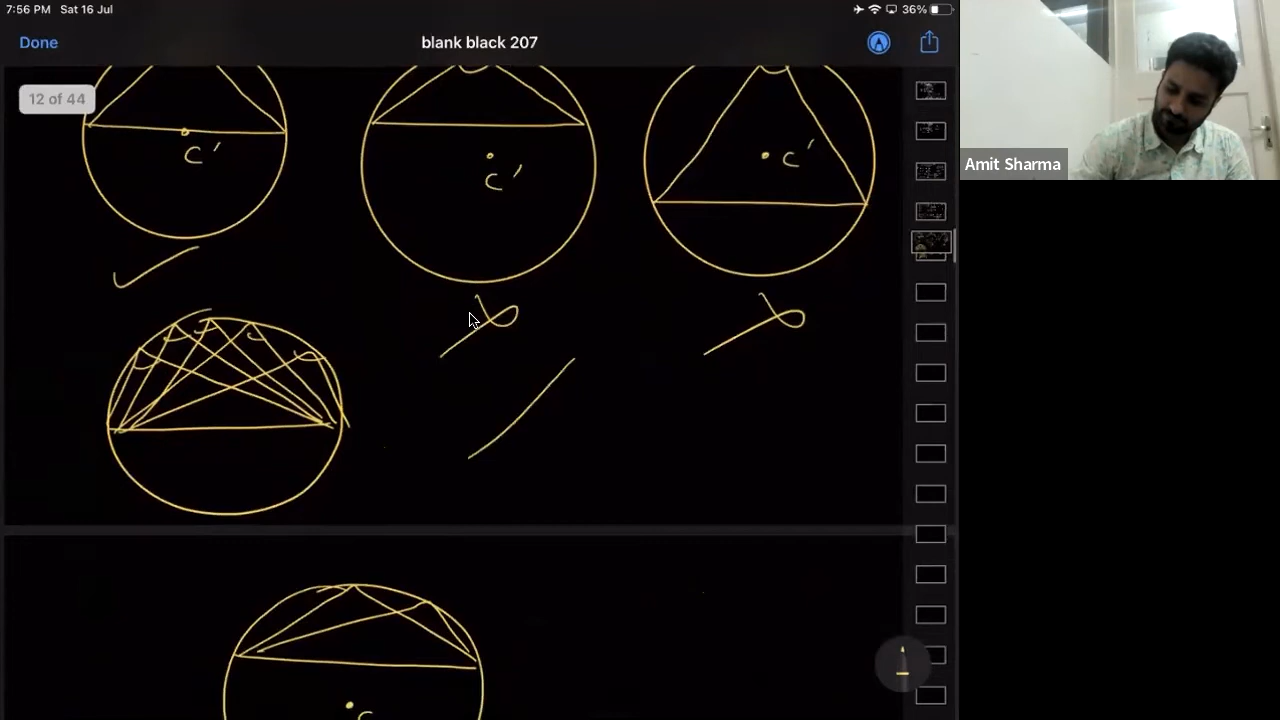 7:56 PM Sat 16 Jul
36%
Done
blank black 207
12 of 44
C'
C'
C'
Amit Sharma
C